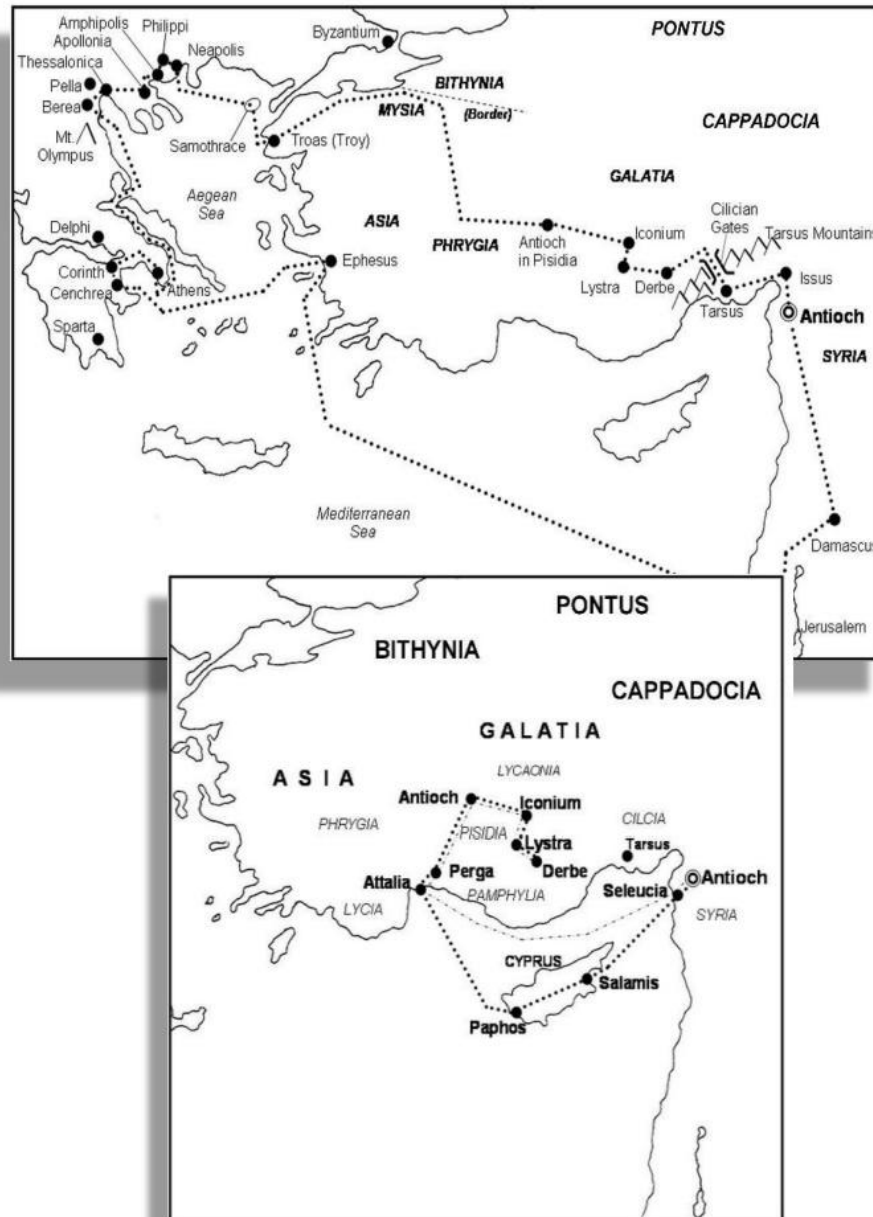 Amphipolis
Philippi
Apollonia
Neapolis
Thessalonica
Pella
Berea
Mt.
Olympus
Samothrace
Byzantium
PONTUS
BITHYNIA
MYSIA
(Border)
CAPPADOCIA
Troas (Troy)
Aegean
Sea
GALATIA
ASIA
PHRYGIA
Antioch
in Pisidia
Iconium
Lystra
Derbe
Cilician
Gates
Tarsus Mountains
Tarsus
Issus
Antioch
SYRIA
Delphi
Corinth
Cenchrea
Athens
Sparta
Ephesus
Mediterranean
Sea
Damascus
Jerusalem
PONTUS
BITHYNIA
CAPPADOCIA
GALATIA
LYCAONIA
ASIA
Antioch
Iconium
PHRYGIA
PISIDIA
Lystra
CILCIA
Tarsus
Perga
Derbe
Attalia
PAMPHYLIA
Seleucia
Antioch
LYCIA
SYRIA
CYPRUS
Salamis
Paphos